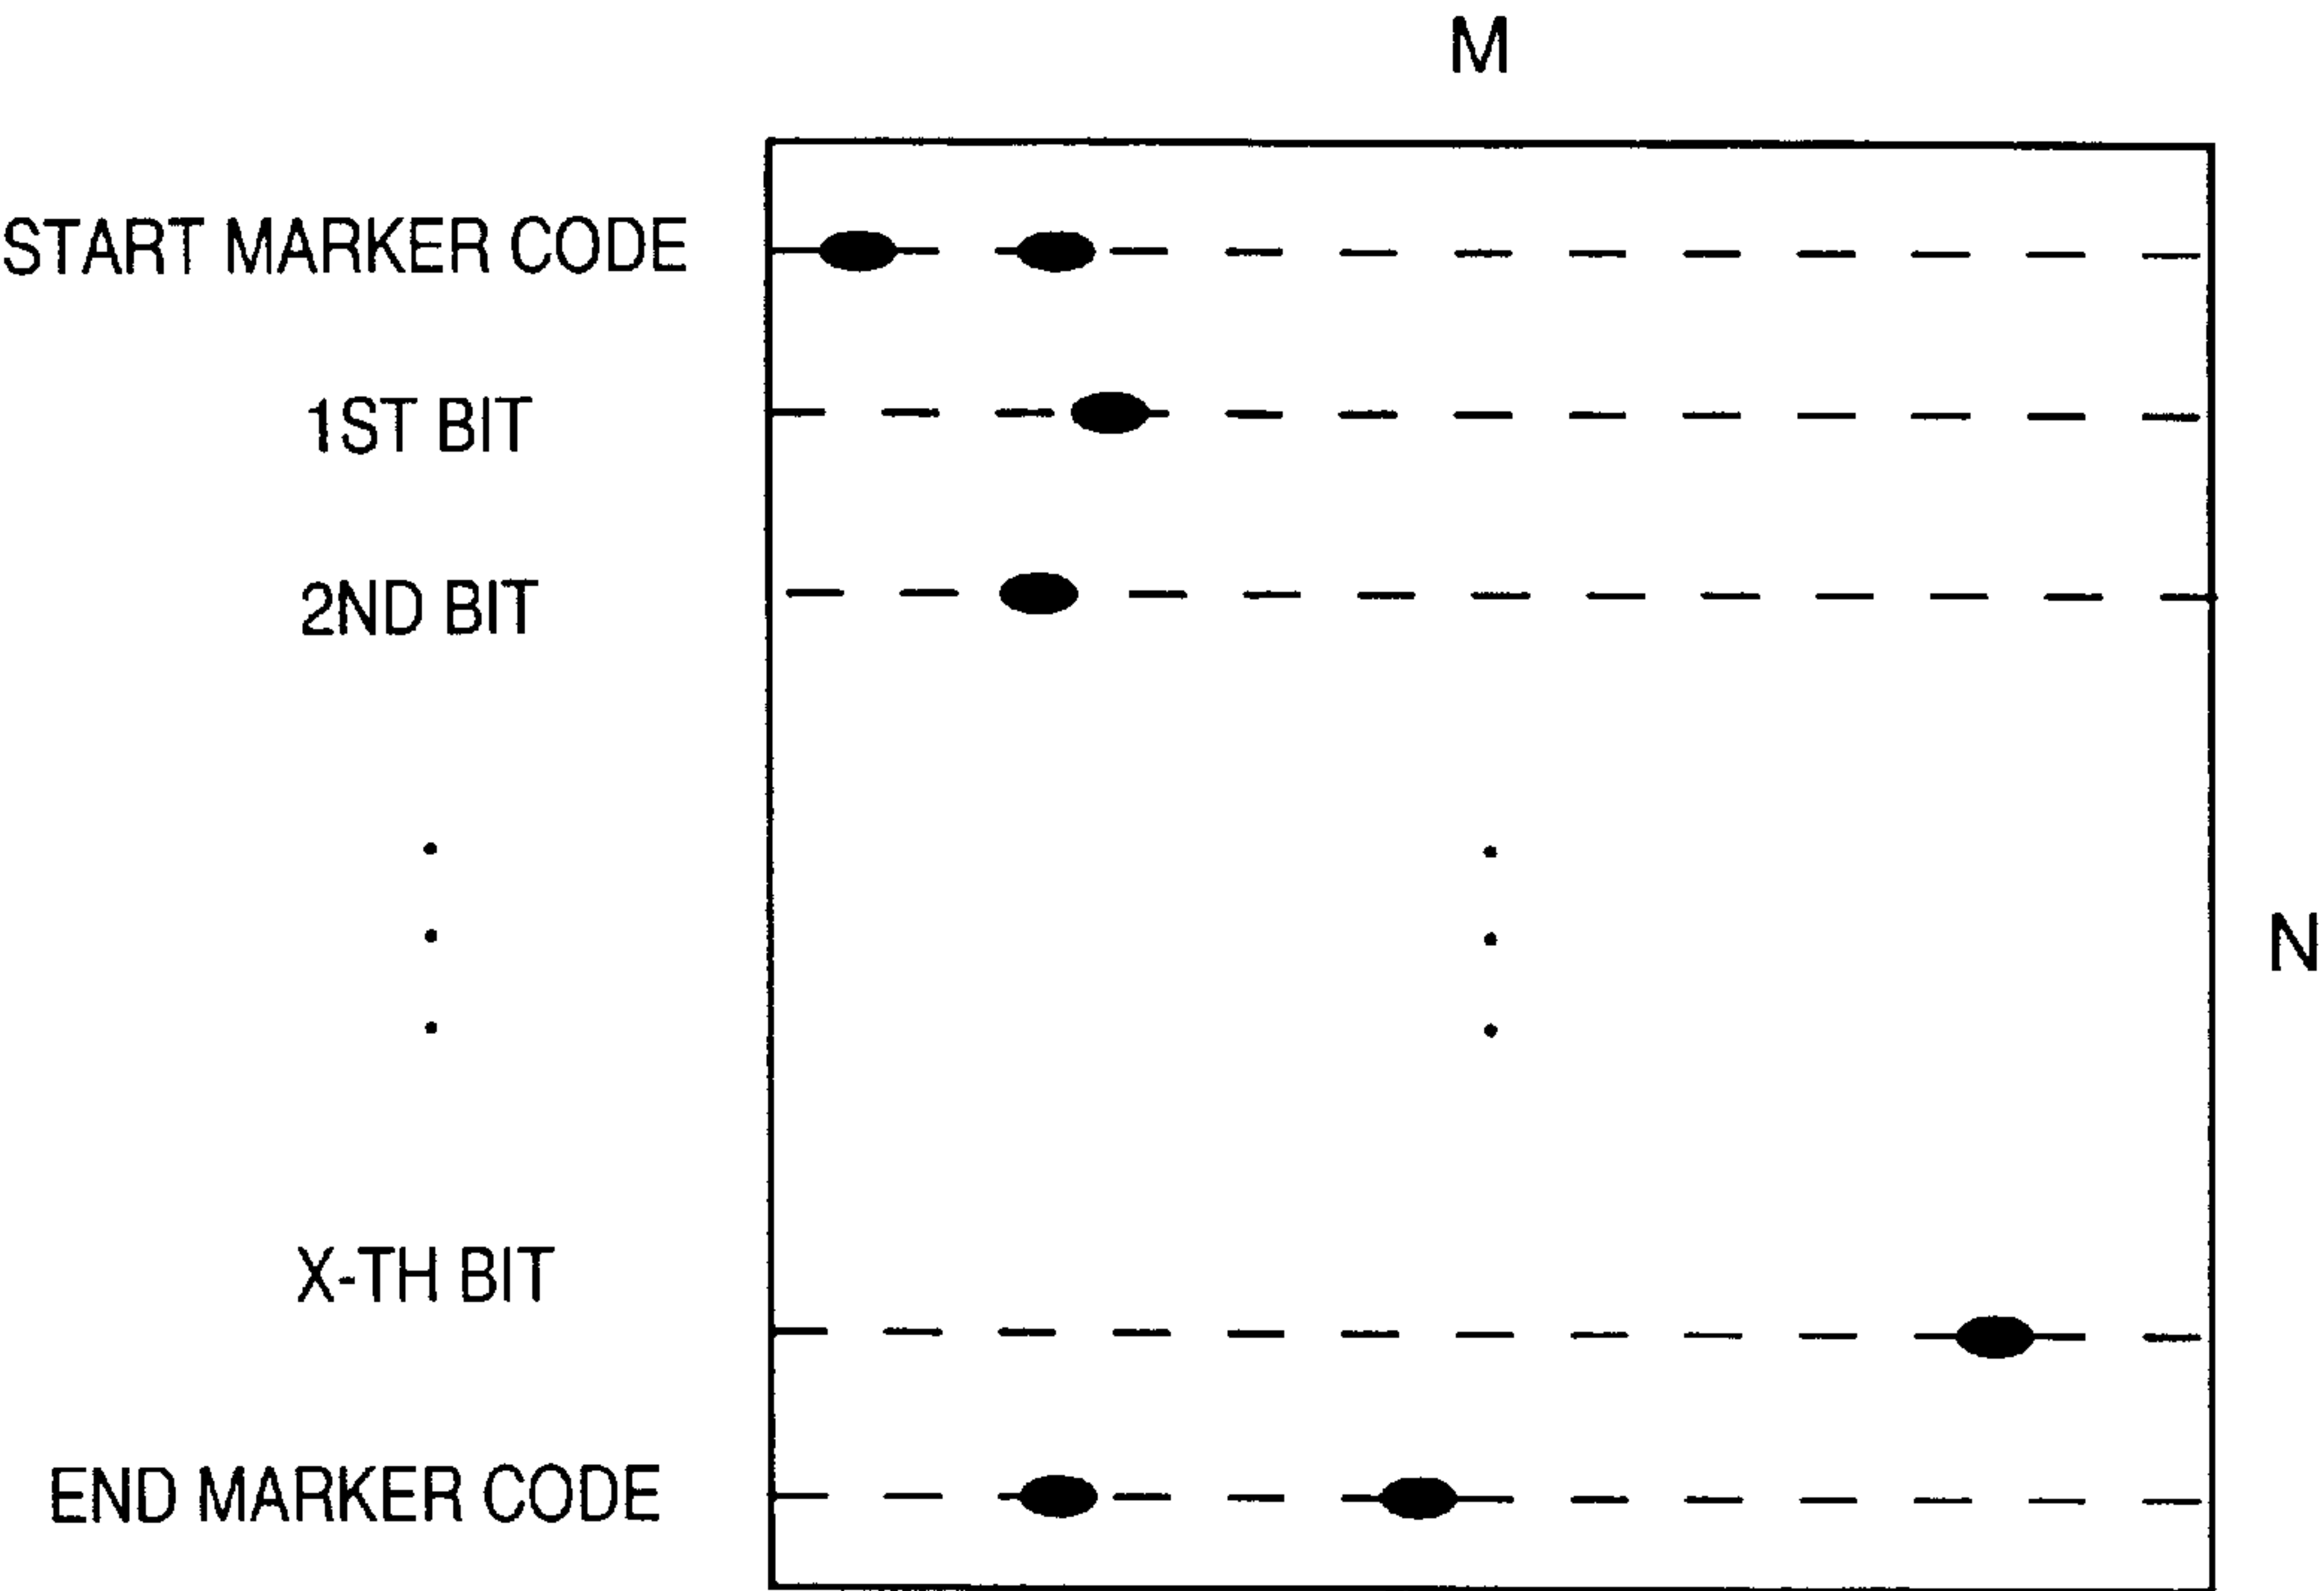 M
START MARKER CODE
1ST BIT
2ND BIT
N
X-TH BIT
END MARKER CODE